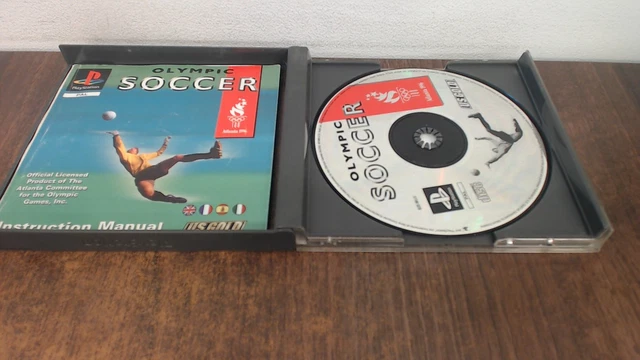 PlayStation
PAL
OLYMPIC
SOCCER
Atlanta 1996
Official Licensed
Product of The
Atlanta Committee
for the Olympic
Games, Inc.
Instruction Manual
US GOLD
OLYMPIC
SOCCER
Atlanta 1996
US GOLD